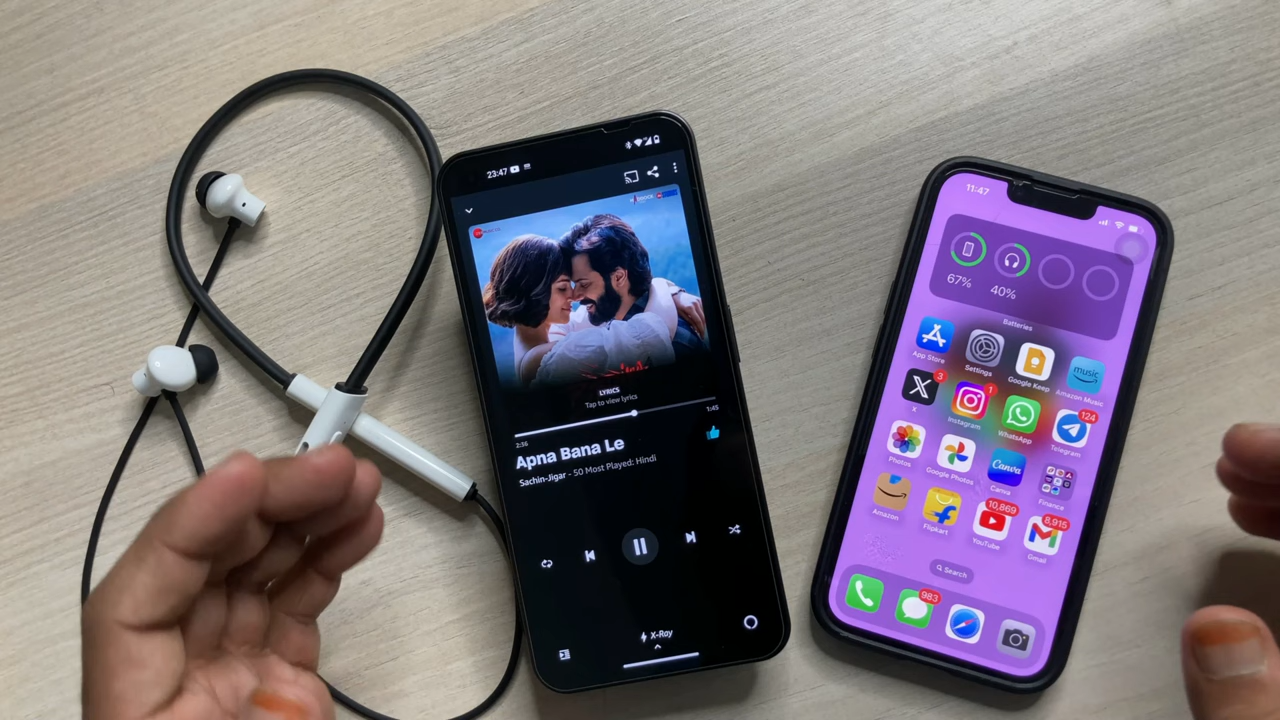 23:47
LYRICS
Tap to view lyrics
2:56
1:45
Apna Bana Le
Sachin-Jigar - 50 Most Played: Hindi
X-Ray
11:47
67%
40%
Batteries
App Store
Settings
Google Keep
music
Amazon Music
3
X
1
Instagram
WhatsApp
124
Telegram
Photos
Google Photos
Canva
Canva
Finance
Amazon
Flipkart
10,869
YouTube
8,915
Gmail
Search
983